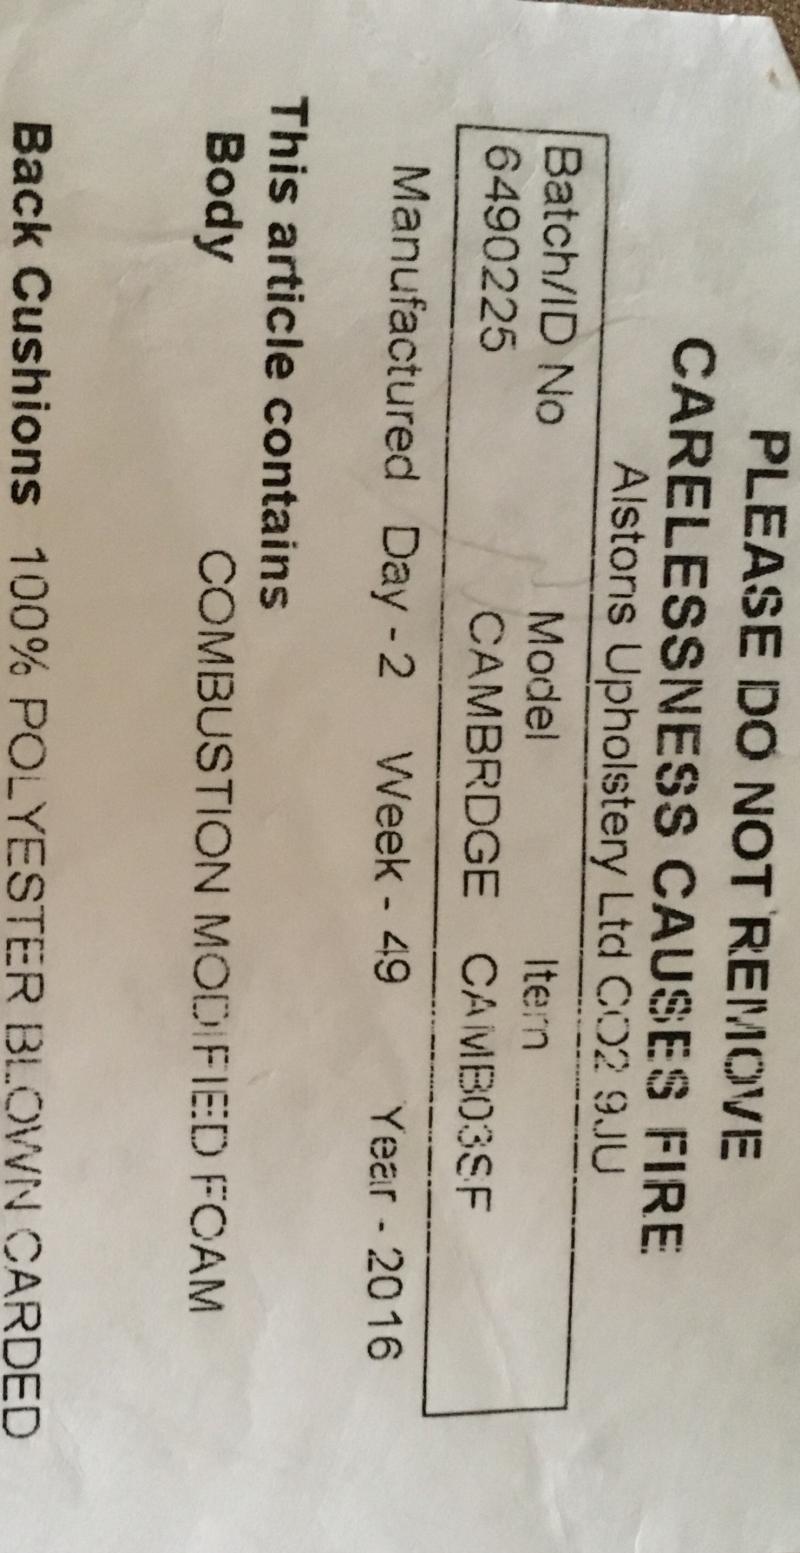 PLEASE DO NOT REMOVE
CARELESSNESS CAUSES FIRE
Alstons Upholstery Ltd CO2 9JU
Batch/ID No Model Item
6490225 CAMBRDGE CAMB03SF
Manufactured Day - 2 Week - 49 Year - 2016
This article contains
Body COMBUSTION MODIFIED FOAM
Back Cushions 100% POLYESTER BLOWN CARDED